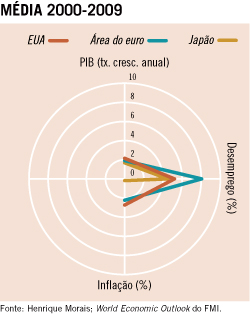 MÉDIA 2000-2009
EUA Área do euro Japão
PIB (tx. cresc. anual)
10
8
6
4
2
0
Desemprego (%)
Inflação (%)
Fonte: Henrique Morais; World Economic Outlook do FMI.